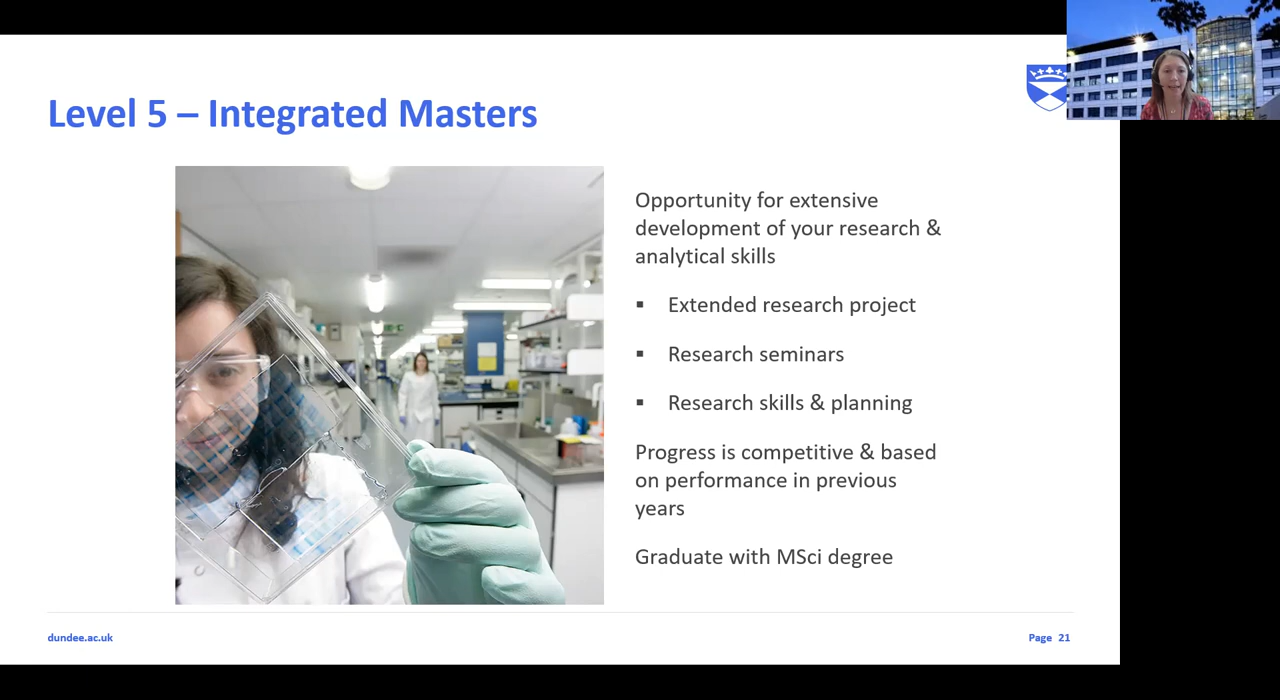 Level 5 – Integrated Masters
Opportunity for extensive
development of your research &
analytical skills
▪ Extended research project
▪ Research seminars
▪ Research skills & planning
Progress is competitive & based
on performance in previous
years
Graduate with MSci degree
dundee.ac.uk
Page 21